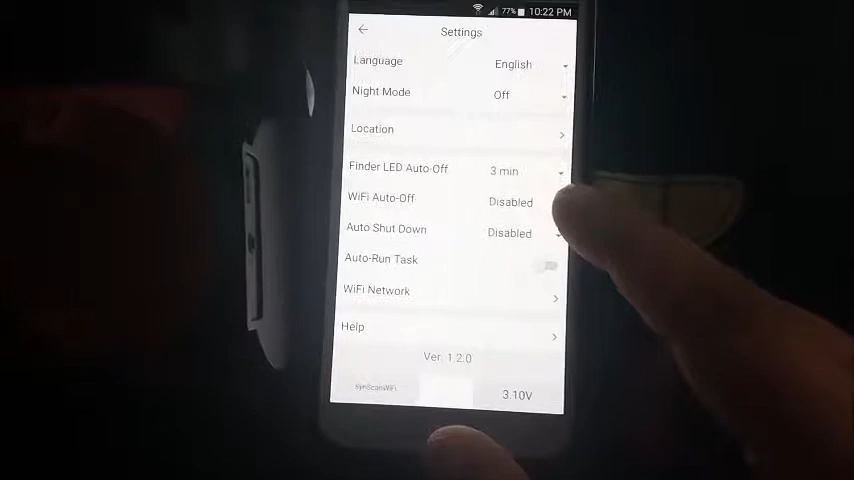 77% 10:22 PM
Settings
Language English
Night Mode Off
Location
Finder LED Auto-Off 3 min
WiFi Auto-Off Disabled
Auto Shut Down Disabled
Auto-Run Task
WiFi Network
Help
Ver: 1.2.0
SynScanWiFi 3.10V